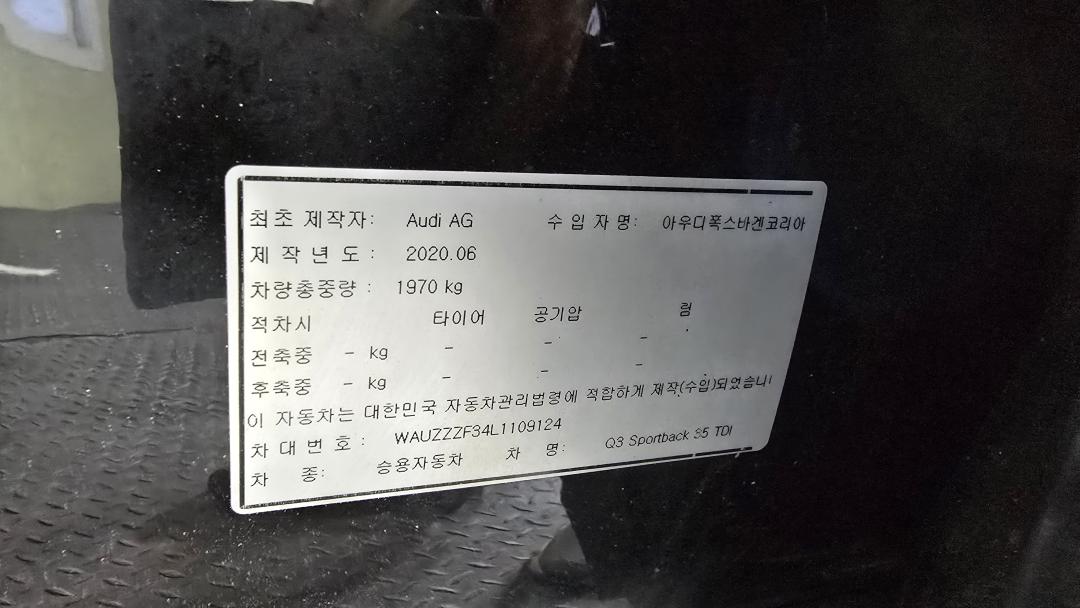 최초 제작자: Audi AG 수 입 자 명: 아우디폭스바겐코리아
제 작 년 도 : 2020.06
차량총중량 : 1970 kg
적차시 타이어 공기압 림
전축중 - kg - - -
후축중 - kg - - -
이 자동차는 대한민국 자동차관리법령에 적합하게 제작(수입)되었습니
차 대 번 호 : WAUZZZF34L1109124
차 종: 승용자동차 차 명: Q3 Sportback 35 TDI